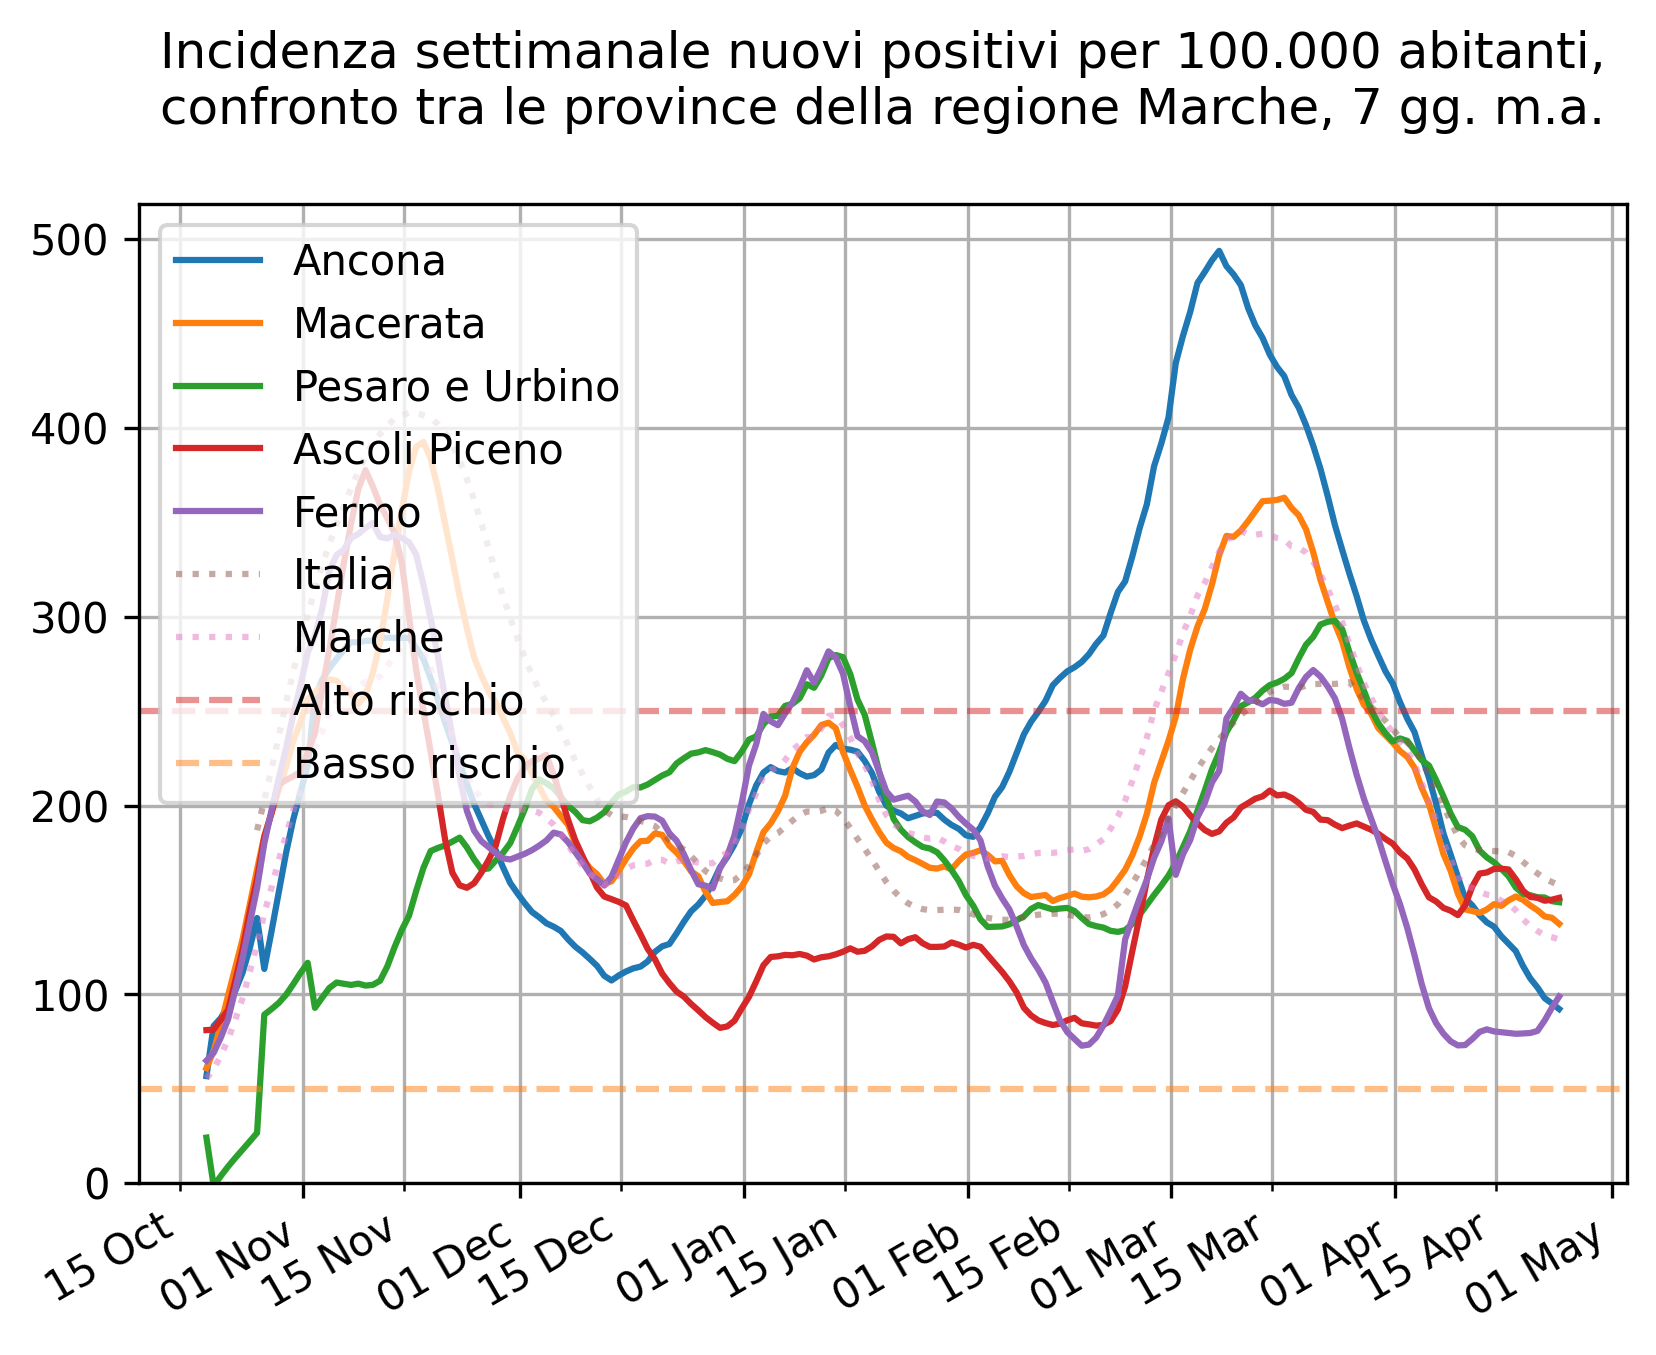 Incidenza settimanale nuovi positivi per 100.000 abitanti,
confronto tra le province della regione Marche, 7 gg. m.a.
500
400
300
200
100
0
Ancona
Macerata
Pesaro e Urbino
Ascoli Piceno
Fermo
Italia
Marche
Alto rischio
Basso rischio
15 Oct
01 Nov
15 Nov
01 Dec
15 Dec
01 Jan
15 Jan
01 Feb
15 Feb
01 Mar
15 Mar
01 Apr
15 Apr
01 May